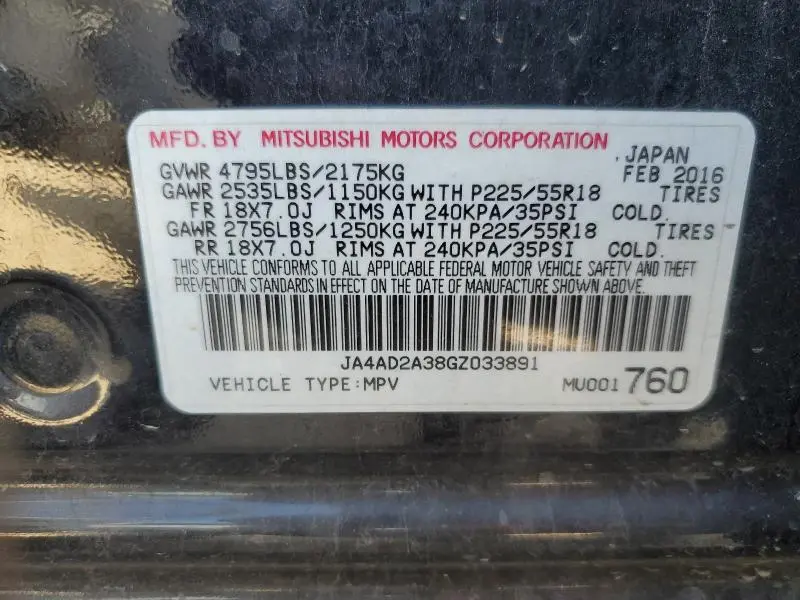 MFD. BY MITSUBISHI MOTORS CORPORATION JAPAN
GVWR 4795LBS/2175KG FEB 2016
GAWR 2535LBS/1150KG WITH P225/55R18 TIRES
FR 18X7.0J RIMS AT 240KPA/35PSI COLD.
GAWR 2756LBS/1250KG WITH P225/55R18 TIRES
RR 18X7.0J RIMS AT 240KPA/35PSI COLD.
THIS VEHICLE CONFORMS TO ALL APPLICABLE FEDERAL MOTOR VEHICLE SAFETY AND THEFT
PREVENTION STANDARDS IN EFFECT ON THE DATE OF MANUFACTURE SHOWN ABOVE.
JA4AD2A38GZ033891
VEHICLE TYPE:MPV MU001760